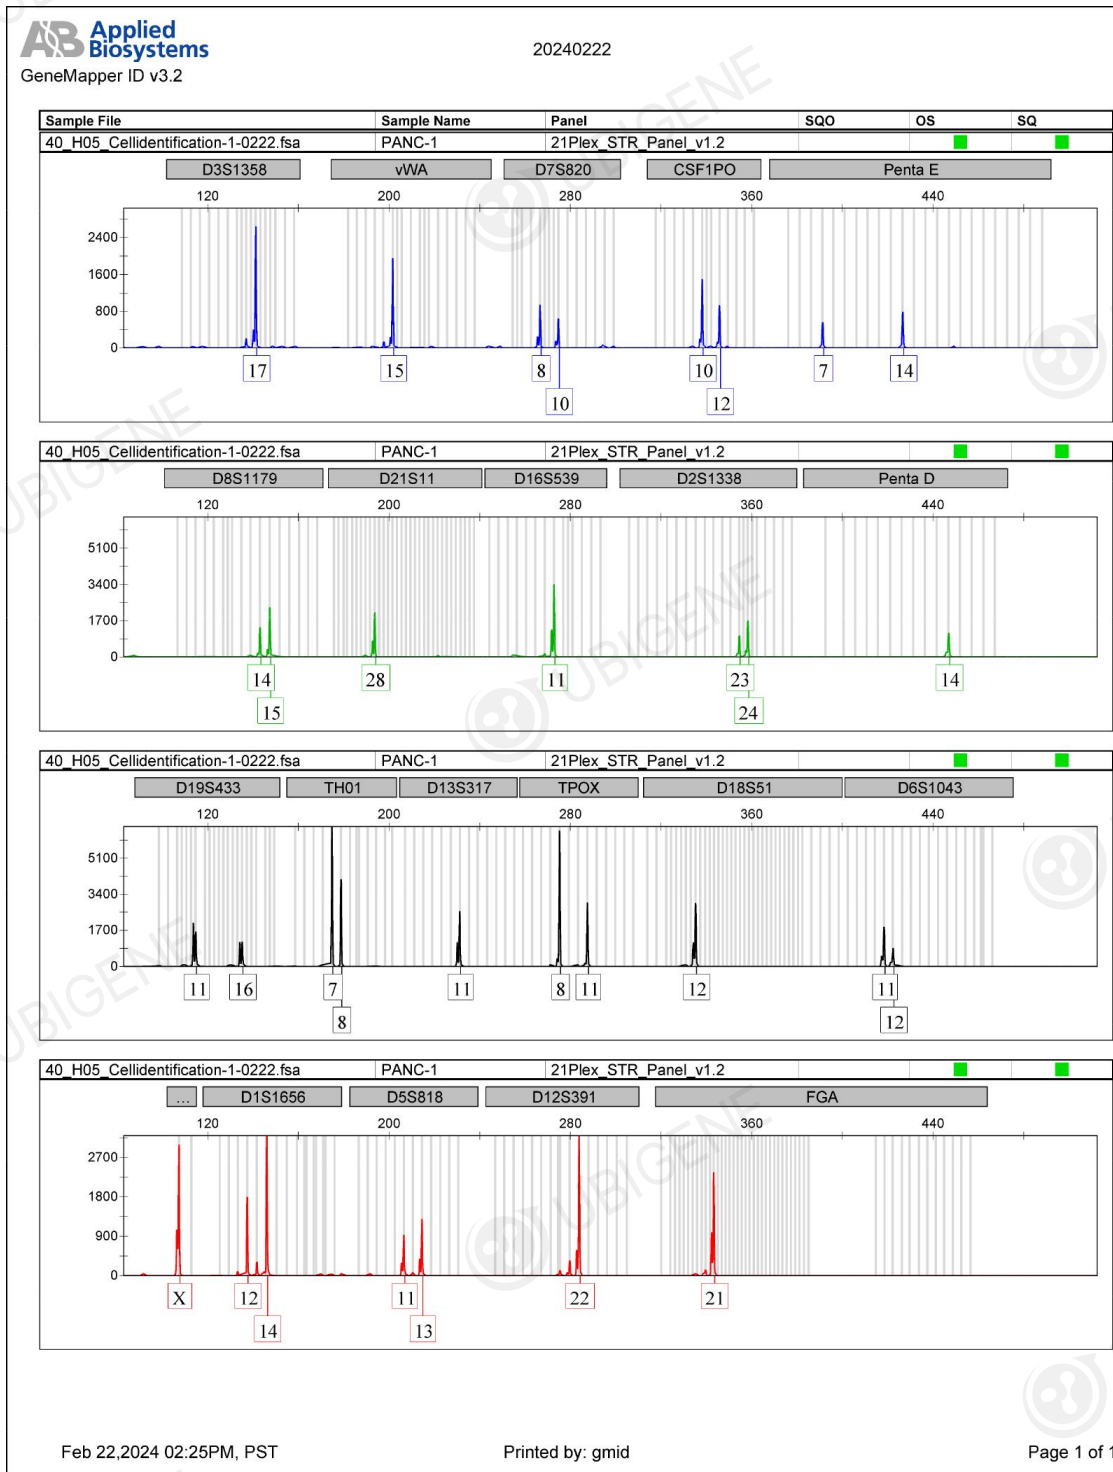 AB Applied Biosystems
GeneMapper ID v3.2
20240222
Sample File Sample Name Panel SQO OS SQ
40_H05_Cellidentification-1-0222.fsa PANC-1 21Plex_STR_Panel_v1.2
D3S1358 vWA D7S820 CSF1PO Penta E
120 200 280 360 440
2400
1600
800
0
17 15 8 10 7 14
10 12
40_H05_Cellidentification-1-0222.fsa PANC-1 21Plex_STR_Panel_v1.2
D8S1179 D21S11 D16S539 D2S1338 Penta D
120 200 280 360 440
5100
3400
1700
0
14 28 11 23 14
15 24
40_H05_Cellidentification-1-0222.fsa PANC-1 21Plex_STR_Panel_v1.2
D19S433 TH01 D13S317 TPOX D18S51 D6S1043
120 200 280 360 440
5100
3400
1700
0
11 16 7 11 8 11 12 11
8 12
40_H05_Cellidentification-1-0222.fsa PANC-1 21Plex_STR_Panel_v1.2
... D1S1656 D5S818 D12S391 FGA
120 200 280 360 440
2700
1800
900
0
X 12 11 22 21
14 13
Feb 22,2024 02:25PM, PST Printed by: gmid Page 1 of 1
UBIGENE
UBIGENE
UBIGENE
UBIGENE
UBIGENE